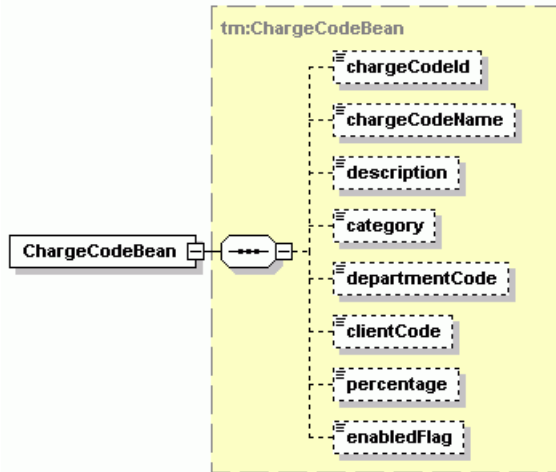 tm:ChargeCodeBean
chargeCodeId
chargeCodeName
description
category
ChargeCodeBean
departmentCode
clientCode
percentage
enabledFlag